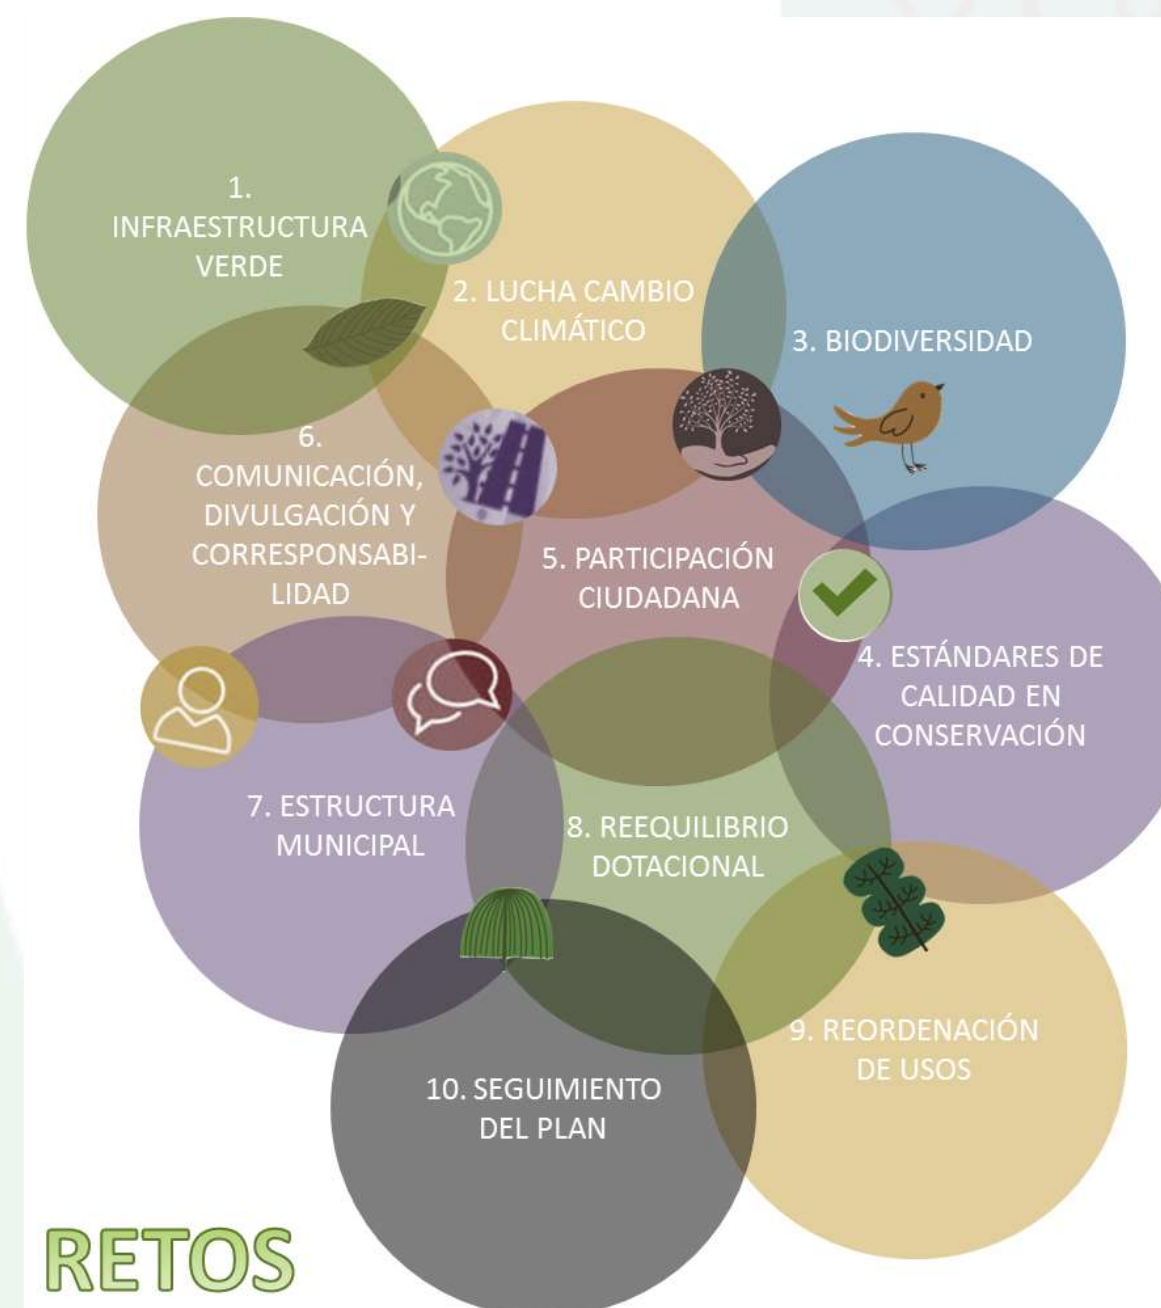 1.
INFRAESTRUCTURA
VERDE
2. LUCHA CAMBIO
CLIMÁTICO
3. BIODIVERSIDAD
6.
COMUNICACIÓN,
DIVULGACIÓN Y
CORRESPONSABI-
LIDAD
5. PARTICIPACIÓN
CIUDADANA
4. ESTÁNDARES DE
CALIDAD EN
CONSERVACIÓN
7. ESTRUCTURA
MUNICIPAL
8. REEQUILIBRIO
DOTACIONAL
9. REORDENACIÓN
DE USOS
10. SEGUIMIENTO
DEL PLAN
RETOS